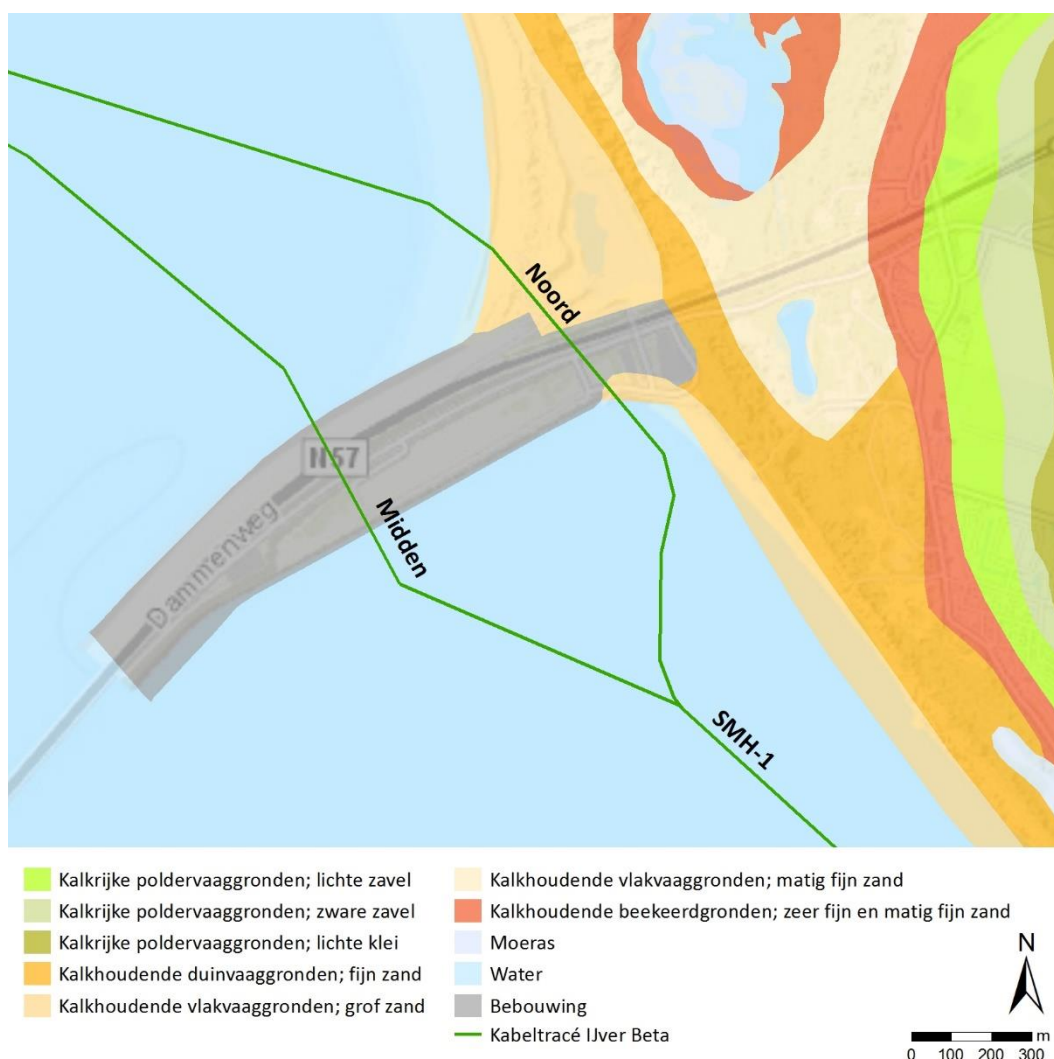 Noord
N57
Dammenweg
Midden
SMH-1
Kalkrijke poldervaaggronden; lichte zavel
Kalkrijke poldervaaggronden; zware zavel
Kalkrijke poldervaaggronden; lichte klei
Kalkhoudende duinvaaggronden; fijn zand
Kalkhoudende vlakvaaggronden; grof zand
Kalkhoudende vlakvaaggronden; matig fijn zand
Kalkhoudende beekeerdgronden; zeer fijn en matig fijn zand
Moeras
Water
Bebouwing
Kabeltracé IJver Beta
N
m
0 100 200 300